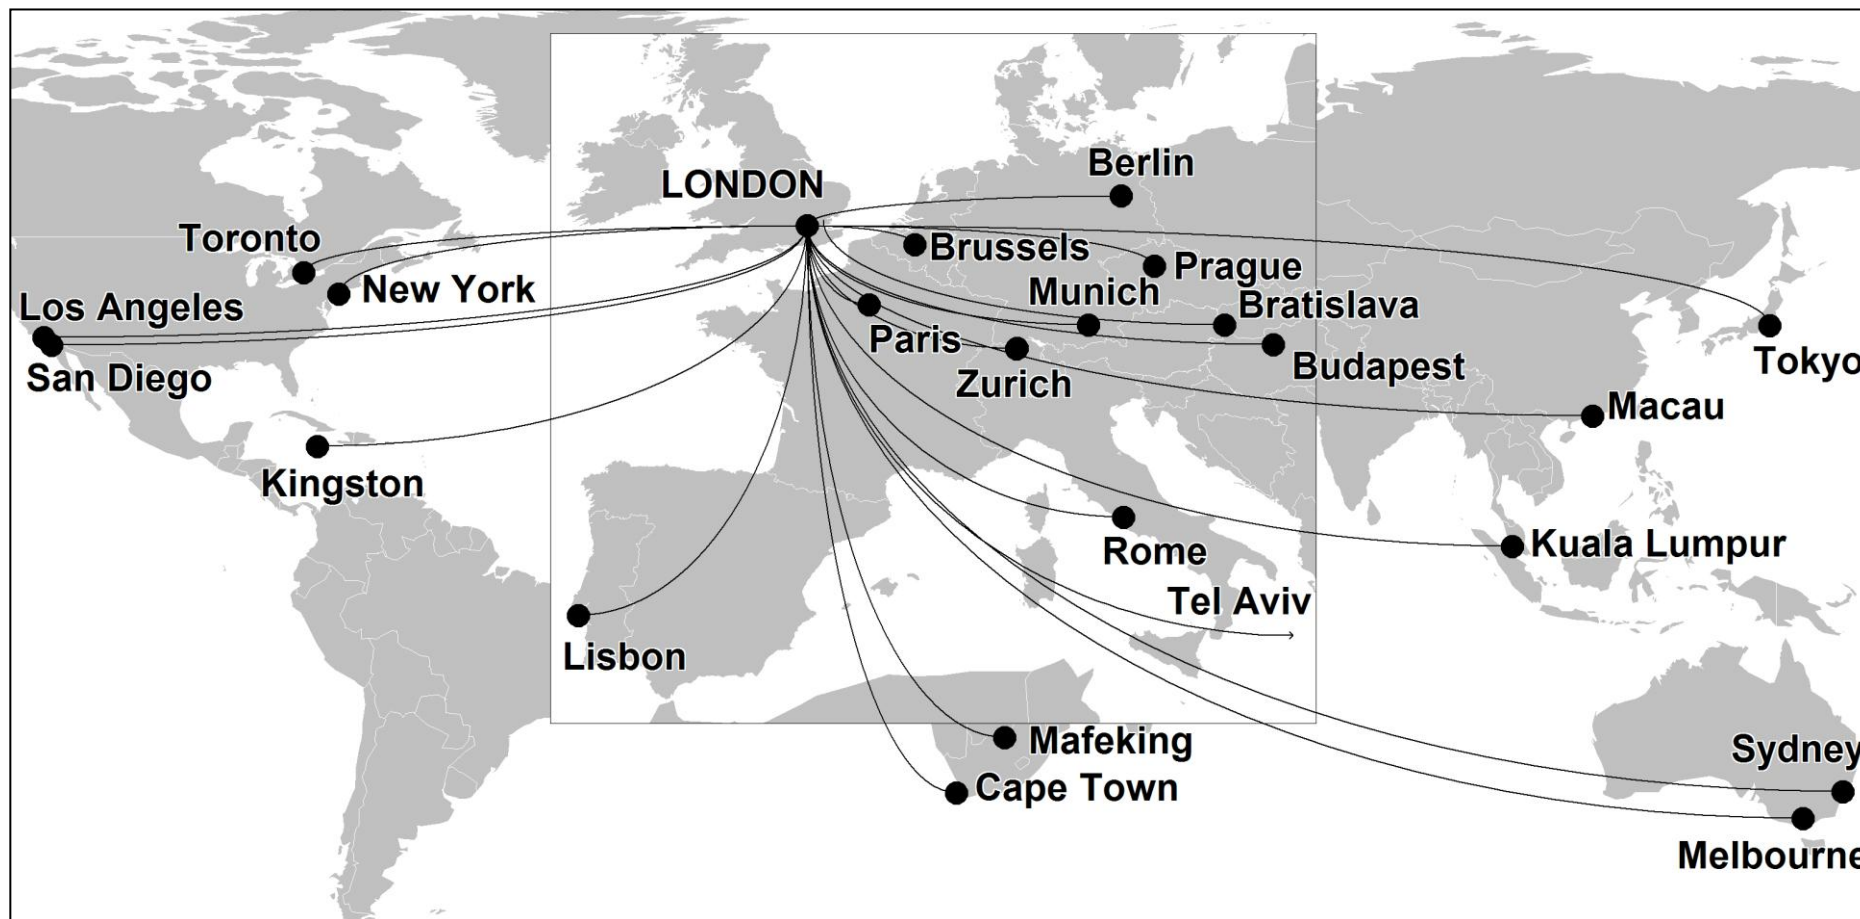 Berlin
LONDON
Toronto
Brussels
Prague
New York
Munich
Los Angeles
Bratislava
Paris
Tokyo
Budapest
San Diego
Zurich
Macau
Kingston
Kuala Lumpur
Rome
Tel Aviv
Lisbon
Mafeking
Sydney
Cape Town
Melbourne